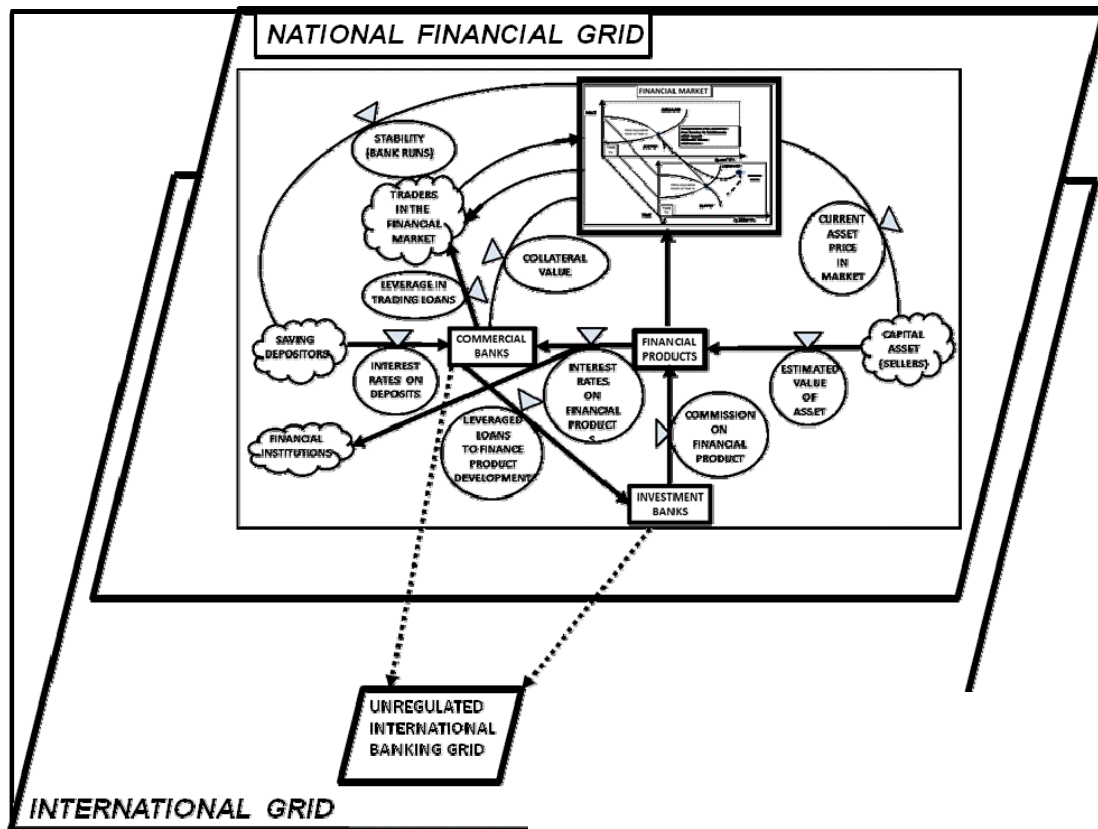 NATIONAL FINANCIAL GRID
FINANCIAL MARKET
STABILITY
(BANK RUNS)
TRADERS
IN THE
FINANCIAL
MARKET
COLLATERAL
VALUE
CURRENT
ASSET
PRICE
IN
MARKET
LEVERAGE IN
TRADING LOANS
SAVING
DEPOSITORS
COMMERCIAL
BANKS
FINANCIAL
PRODUCTS
CAPITAL
ASSET
(SELLERS)
INTEREST
RATES ON
DEPOSITS
INTEREST
RATES
ON
FINANCIAL
PRODUCT
S
ESTIMATED
VALUE
OF
ASSET
FINANCIAL
INSTITUTIONS
LEVERAGED
LOANS
TO FINANCE
PRODUCT
DEVELOPMENT
COMMISSION
ON
FINANCIAL
PRODUCT
INVESTMENT
BANKS
UNREGULATED
INTERNATIONAL
BANKING GRID
INTERNATIONAL GRID